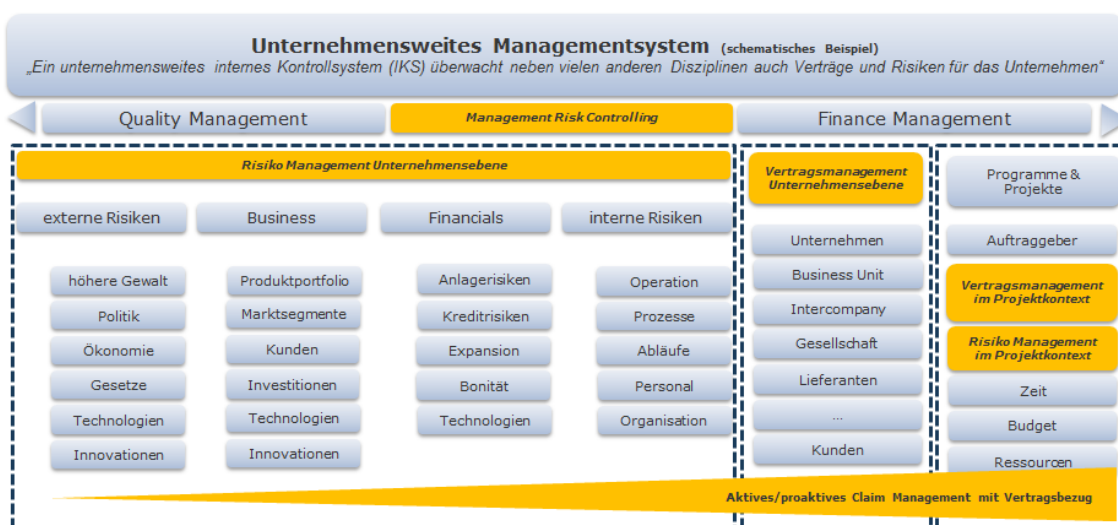 Unternehmensweites Managementsystem (schematisches Beispiel)
„Ein unternehmensweites internes Kontrollsystem (IKS) überwacht neben vielen anderen Disziplinen auch Verträge und Risiken für das Unternehmen“
Quality Management
Management Risk Controlling
Finance Management
Risiko Management Unternehmensebene
externe Risiken
Business
Financials
interne Risiken
höhere Gewalt
Politik
Ökonomie
Gesetze
Technologien
Innovationen
Produktportfolio
Marktsegmente
Kunden
Investitionen
Technologien
Innovationen
Anlagerisiken
Kreditrisiken
Expansion
Bonität
Technologien
Operation
Prozesse
Abläufe
Personal
Organisation
Vertragsmanagement
Unternehmensebene
Unternehmen
Business Unit
Intercompany
Gesellschaft
Lieferanten
...
Kunden
Programme &
Projekte
Auftraggeber
Vertragsmanagement
im Projektkontext
Risiko Management
im Projektkontext
Zeit
Budget
Ressourcen
Aktives/proaktives Claim Management mit Vertragsbezug